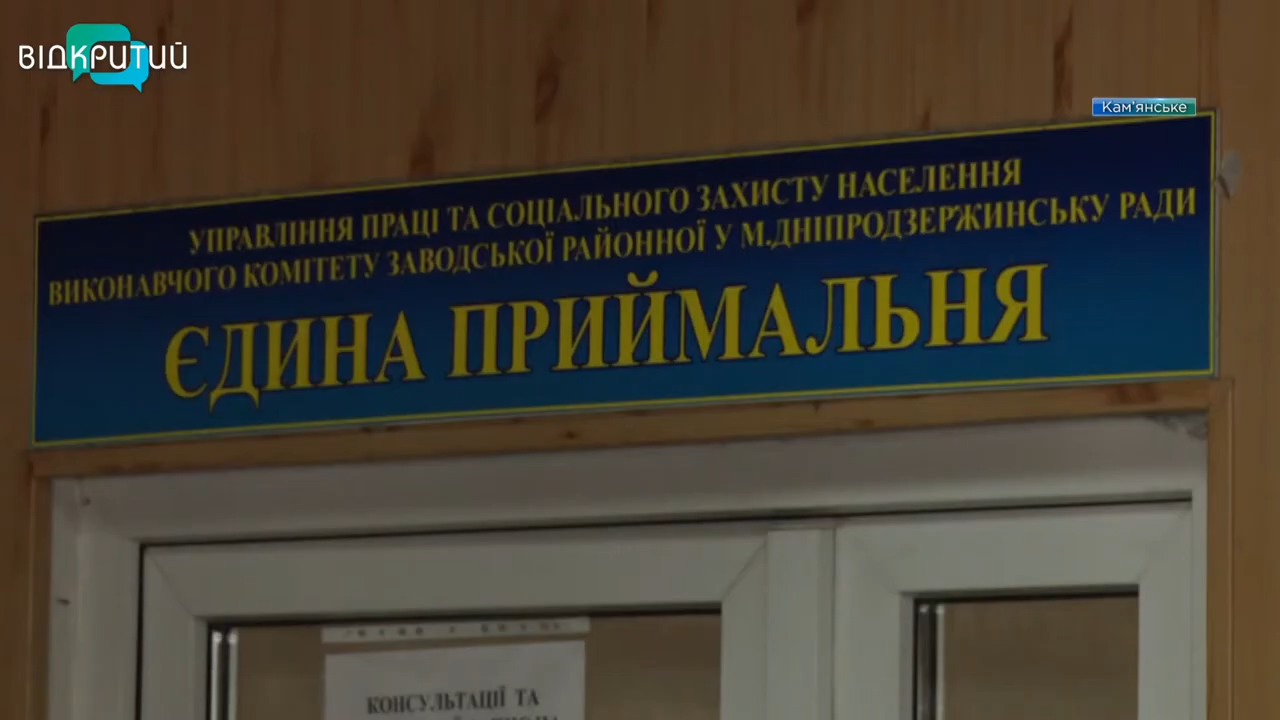 ВІДКРИТИЙ
Кам'янське
УПРАВЛІННЯ ПРАЦІ ТА СОЦІАЛЬНОГО ЗАХИСТУ НАСЕЛЕННЯ
ВИКОНАВЧОГО КОМІТЕТУ ЗАВОДСЬКОЇ РАЙОННОЇ У М.ДНІПРОДЗЕРЖИНСЬКУ РАДИ
ЄДИНА ПРИЙМАЛЬНЯ
КОНСУЛЬТАЦІЇ ТА